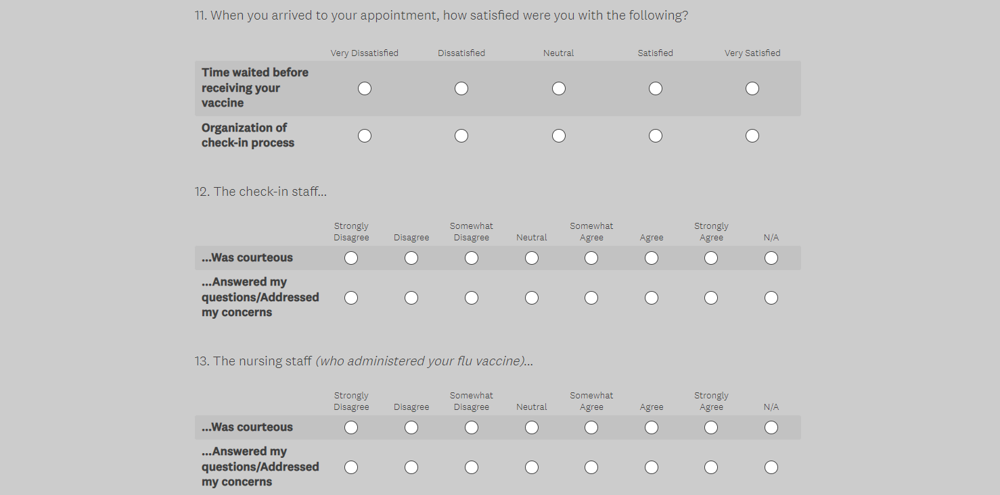 11. When you arrived to your appointment, how satisfied were you with the following?
Very Dissatisfied Dissatisfied Neutral Satisfied Very Satisfied
Time waited before
receiving your
vaccine
Organization of
check-in process
12. The check-in staff...
Strongly Disagree Disagree Somewhat Disagree Neutral Somewhat Agree Agree Strongly Agree N/A
...Was courteous
...Answered my
questions/Addressed
my concerns
13. The nursing staff (who administered your flu vaccine)...
Strongly Disagree Disagree Somewhat Disagree Neutral Somewhat Agree Agree Strongly Agree N/A
...Was courteous
...Answered my
questions/Addressed
my concerns